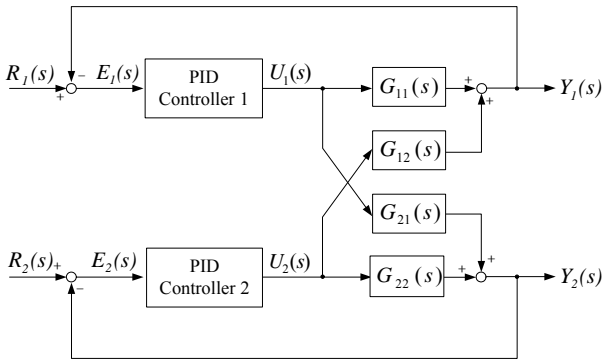 R₁(s)
−
+
E₁(s)
PID
Controller 1
U₁(s)
G₁₁(s)
+
+
Y₁(s)
G₁₂(s)
G₂₁(s)
R₂(s)
+
−
E₂(s)
PID
Controller 2
U₂(s)
G₂₂(s)
+
+
Y₂(s)